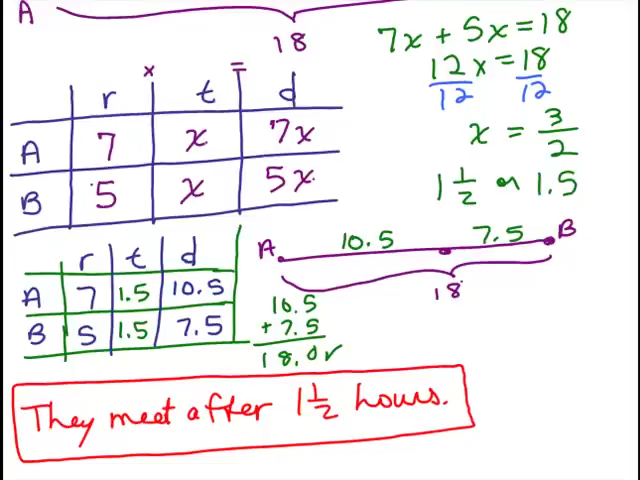 A
18
7x + 5x = 18
12x = 18
12 12
x = 3/2
1 1/2 or 1.5
x =
r t d
A 7 x 7x
B 5 x 5x
A 10.5 7.5 B
18
r t d
A 7 1.5 10.5
B 5 1.5 7.5
10.5
+ 7.5
18.0✓
They meet after 1 1/2 hours.